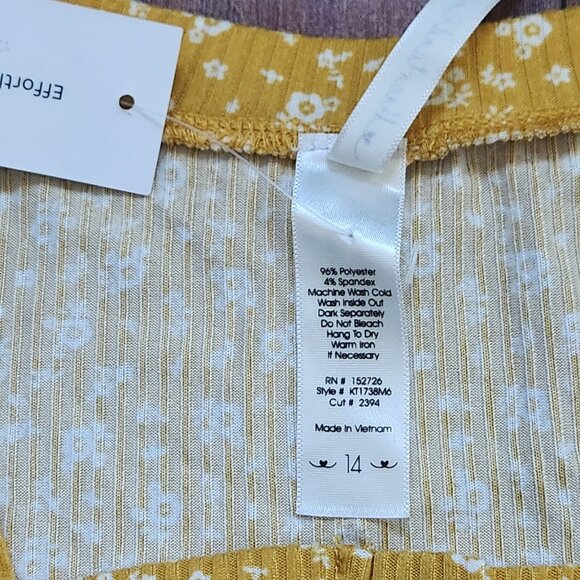 96% Polyester
4% Spandex
Machine Wash Cold
Wash Inside Out
Dark Separately
Do Not Bleach
Hang To Dry
Warm Iron
If Necessary
RN # 152726
Style # KT1738M6
Cut # 2394
Made in Vietnam
14